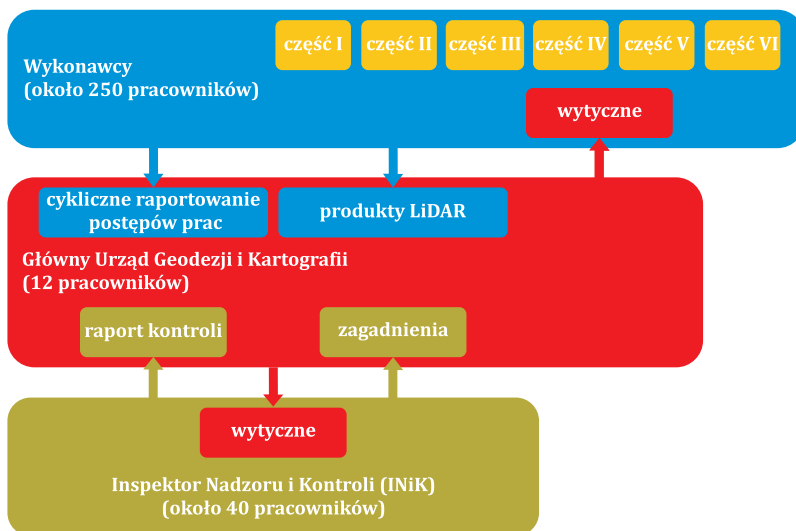 część I
część II
część III
część IV
część V
część VI
Wykonawcy
(około 250 pracowników)
wytyczne
cykliczne raportowanie
postępów prac
produkty LiDAR
Główny Urząd Geodezji i Kartografii
(12 pracowników)
raport kontroli
zagadnienia
wytyczne
Inspektor Nadzoru i Kontroli (INiK)
(około 40 pracowników)